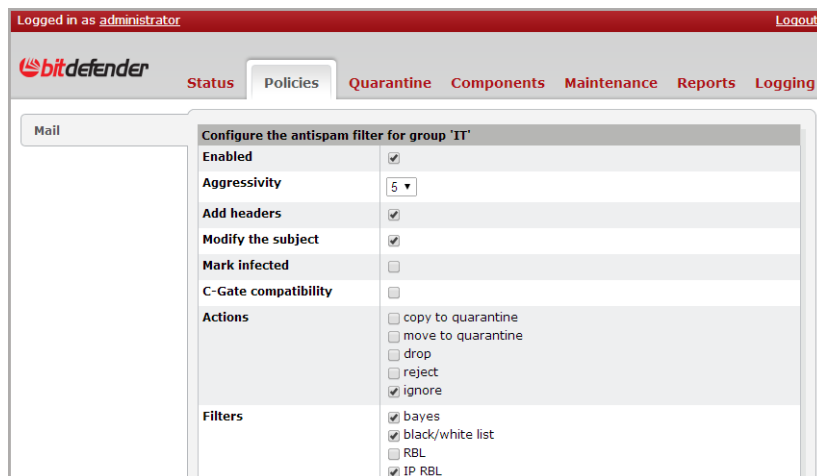 Logged in as administrator Logout
bitdefender
Status Policies Quarantine Components Maintenance Reports Logging
Mail
Configure the antispam filter for group 'IT'
Enabled
Aggressivity 5
Add headers
Modify the subject
Mark infected
C-Gate compatibility
Actions copy to quarantine
move to quarantine
drop
reject
ignore
Filters bayes
black/white list
RBL
IP RBL